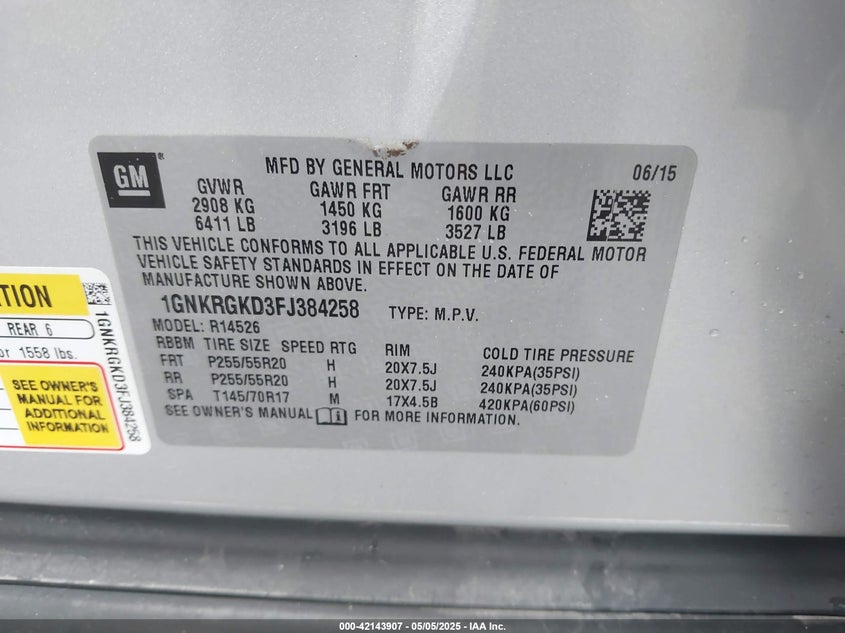 GM®
MFD BY GENERAL MOTORS LLC 06/15
GVWR GAWR FRT GAWR RR
2908 KG 1450 KG 1600 KG
6411 LB 3196 LB 3527 LB
THIS VEHICLE CONFORMS TO ALL APPLICABLE U.S. FEDERAL MOTOR
VEHICLE SAFETY STANDARDS IN EFFECT ON THE DATE OF
MANUFACTURE SHOWN ABOVE.
1GNKRGKD3FJ384258 TYPE: M.P.V.
MODEL: R14526
RBBM TIRE SIZE SPEED RTG RIM COLD TIRE PRESSURE
FRT P255/55R20 H 20X7.5J 240KPA(35PSI)
RR P255/55R20 H 20X7.5J 240KPA(35PSI)
SPA T145/70R17 M 17X4.5B 420KPA(60PSI)
SEE OWNER'S MANUAL FOR MORE INFORMATION.
REAR 6
1558 lbs.
SEE OWNER'S
MANUAL FOR
ADDITIONAL
INFORMATION
1GNKRGKD3FJ384258
000-42143907 - 05/05/2025 - IAA Inc.